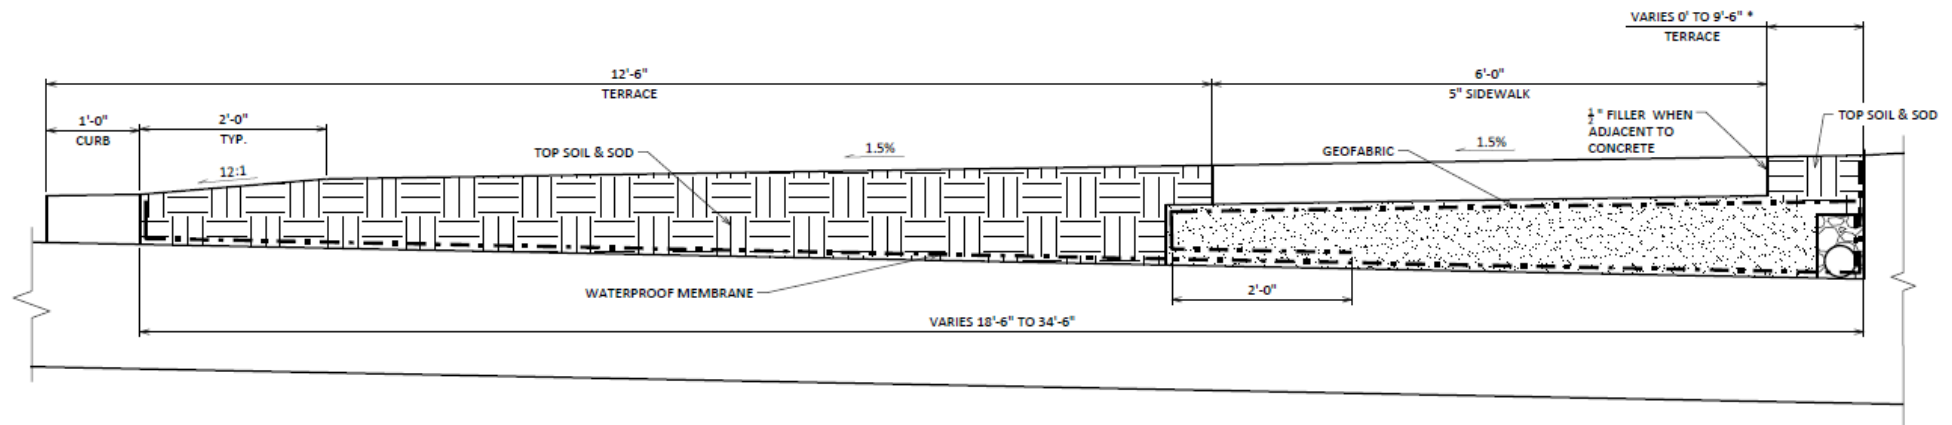 VARIES 0' TO 9'-6" *
TERRACE
12'-6"
TERRACE
6'-0"
5" SIDEWALK
1'-0"
CURB
2'-0"
TYP.
12:1
TOP SOIL & SOD
1.5%
GEOFABRIC
1.5%
1/2" FILLER WHEN
ADJACENT TO
CONCRETE
TOP SOIL & SOD
WATERPROOF MEMBRANE
2'-0"
VARIES 18'-6" TO 34'-6"